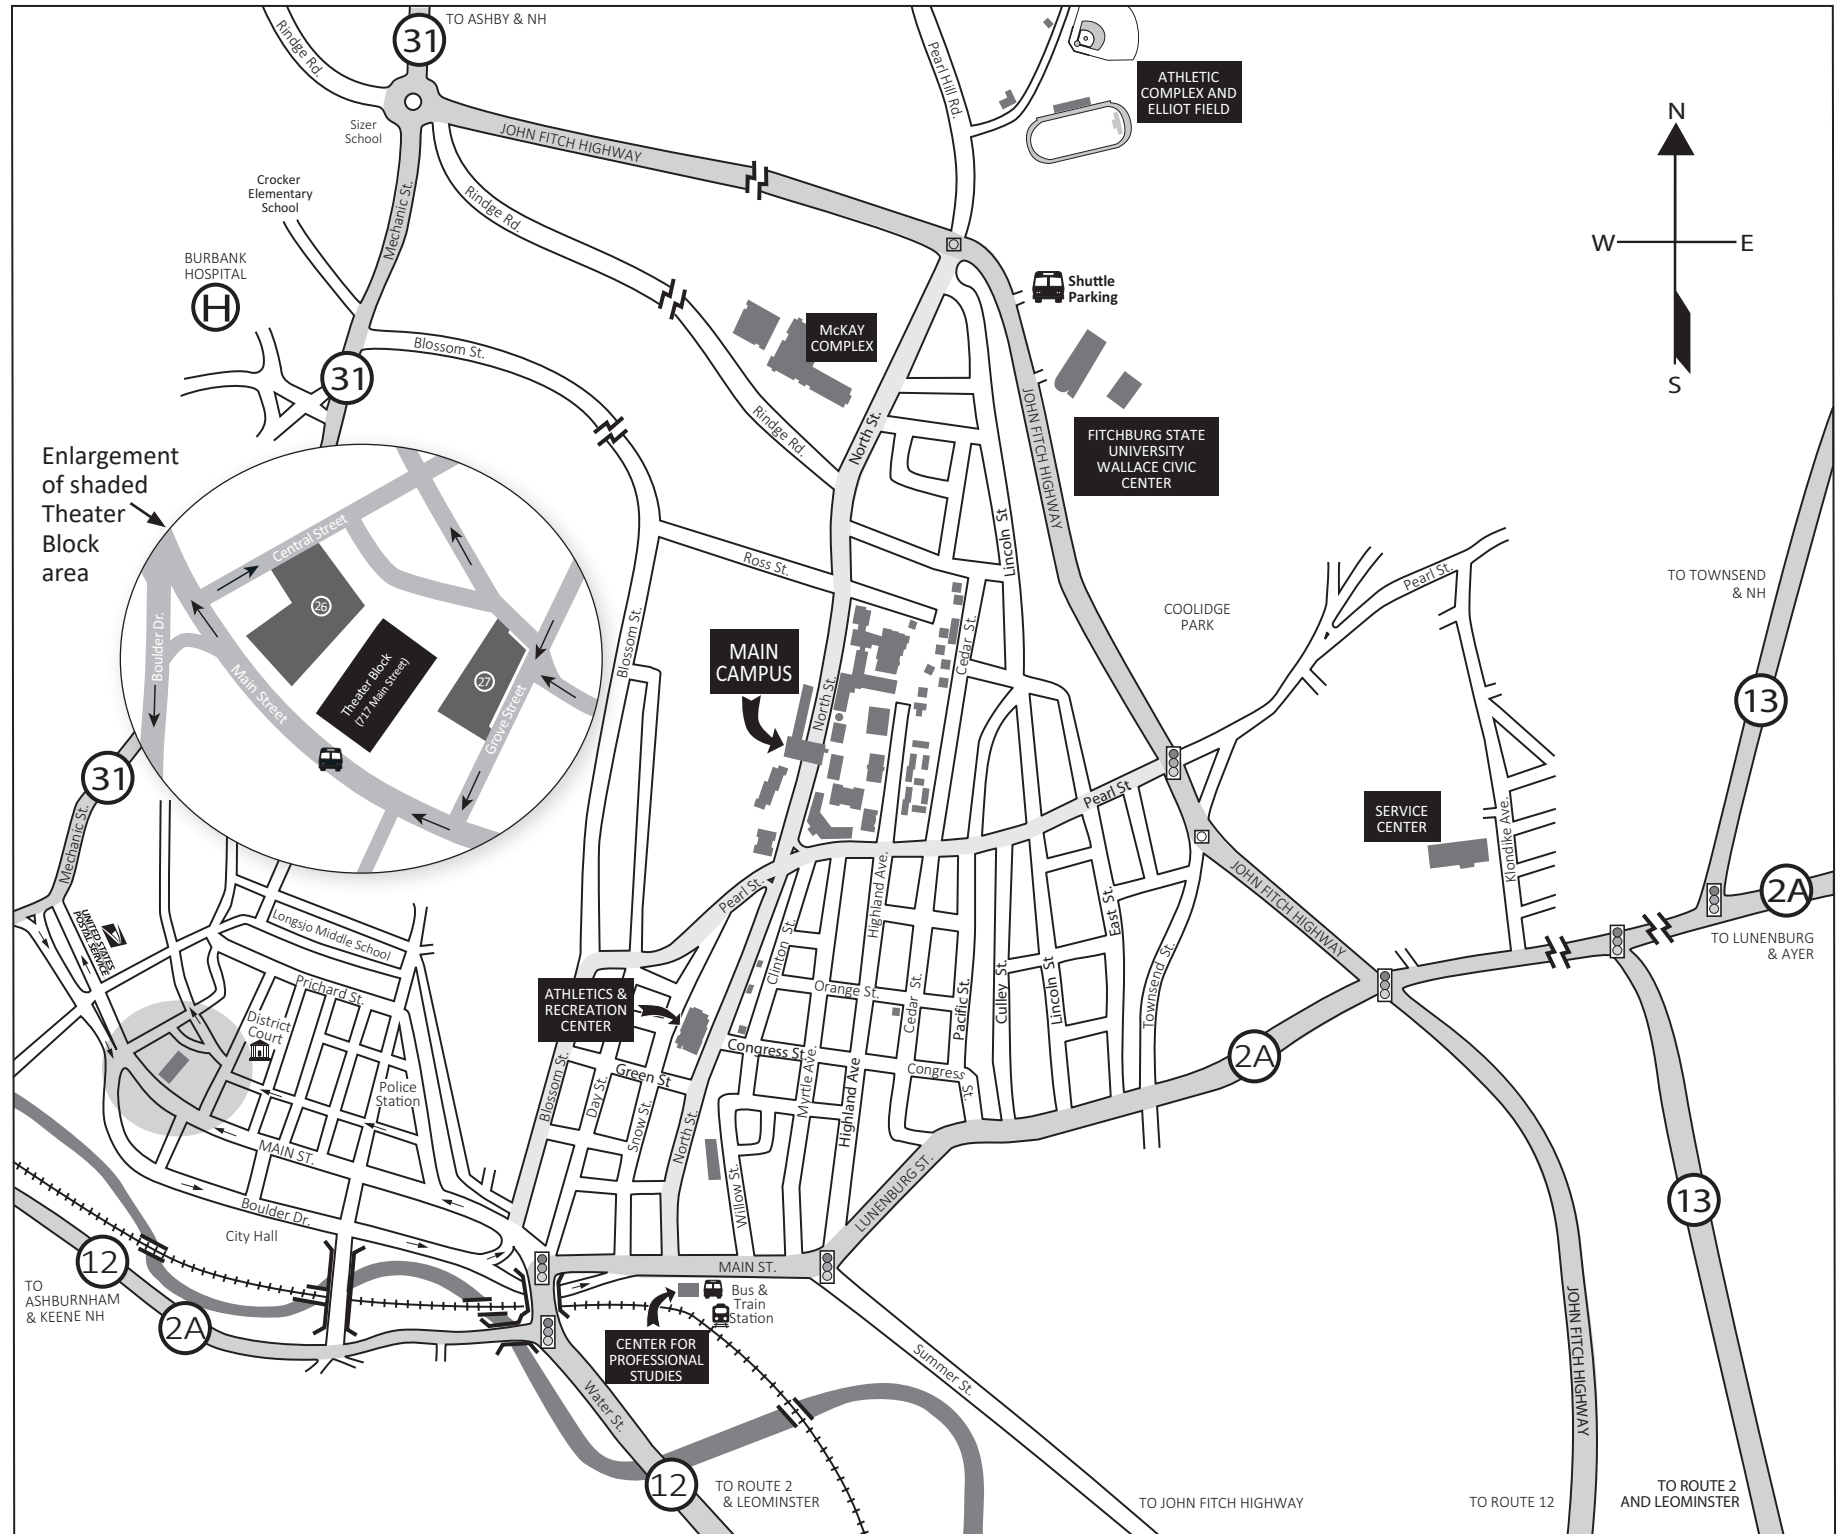 TO ASHBY & NH
31
Rindge Rd.
Pearl Hill Rd.
ATHLETIC
COMPLEX AND
ELLIOT FIELD
N
W
E
S
Sizer
School
JOHN FITCH HIGHWAY
Crocker
Elementary
School
Mechanic St.
Rindge Rd.
BURBANK
HOSPITAL
H
Shuttle
Parking
McKAY
COMPLEX
Blossom St.
31
Rindge Rd.
North St.
JOHN FITCH HIGHWAY
FITCHBURG STATE
UNIVERSITY
WALLACE CIVIC
CENTER
Enlargement
of shaded
Theater
Block
area
Central Street
26
Boulder Dr.
Main Street
Theater Block
(717 Main Street)
27
Grove Street
Ross St.
Lincoln St
Pearl St.
TO TOWNSEND
& NH
COOLIDGE
PARK
Blossom St.
MAIN
CAMPUS
North St.
Cedar St.
13
31
Mechanic St.
Pearl St
SERVICE
CENTER
Klondike Ave.
JOHN FITCH HIGHWAY
2A
TO LUNENBURG
& AYER
UNITED STATES
POSTAL SERVICE
Longsjo Middle School
Pearl St.
Highland Ave.
East St.
Clinton St.
Townsend St.
Prichard St.
District
Court
ATHLETICS &
RECREATION
CENTER
Orange St.
Cedar St.
Pacific St.
Culley St.
Lincoln St
Congress St.
2A
Police
Station
Blossom St.
Green St
Day St.
Snow St.
North St.
Myrtle Ave.
Highland Ave
Congress
St.
MAIN ST.
Willow St.
LUNENBURG ST.
13
Boulder Dr.
City Hall
12
TO
ASHBURNHAM
& KEENE NH
2A
MAIN ST.
Bus &
Train
Station
CENTER FOR
PROFESSIONAL
STUDIES
Water St.
Summer St.
JOHN FITCH HIGHWAY
12
TO ROUTE 2
& LEOMINSTER
TO JOHN FITCH HIGHWAY
TO ROUTE 12
TO ROUTE 2
AND LEOMINSTER